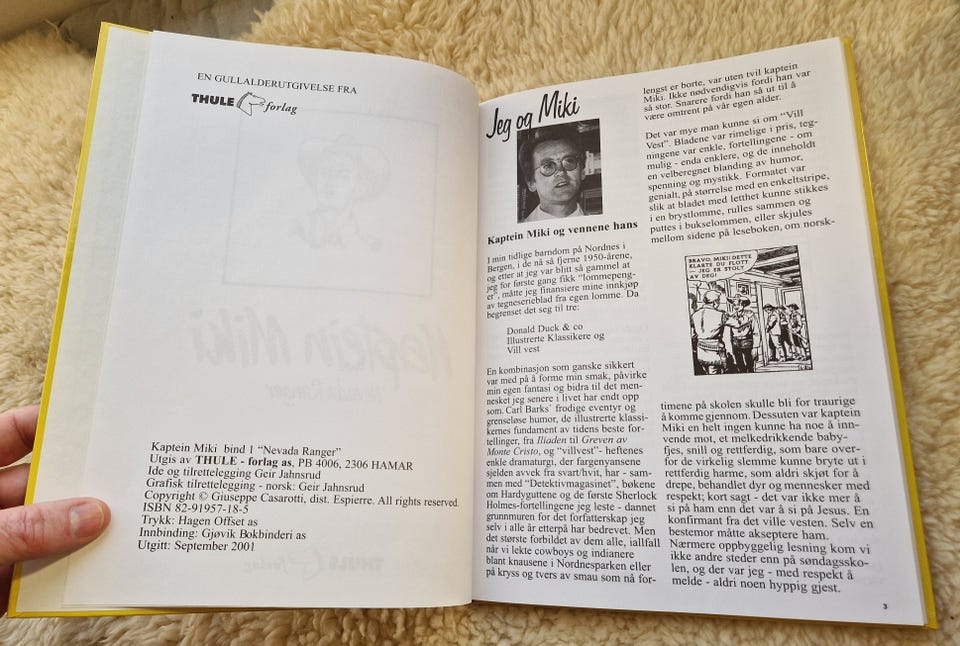 EN GULLALDERUTGIVELSE FRA
THULE forlag
Kaptein Miki bind 1 “Nevada Ranger”
Utgis av THULE - forlag as, PB 4006, 2306 HAMAR
Ide og tilrettelegging - Geir Jahnsrud
Grafisk tilrettelegging - norsk: Geir Jahnsrud
Copyright © Giuseppe Casarotti, dist. Espierre. All rights reserved.
ISBN 82-91957-18-5
Trykk: Hagen Offset as
Innbinding: Gjøvik Bokbinderi as
Utgitt: September 2001
Jeg og Miki
Kaptein Miki og vennene hans
I min tidlige barndom på Nordnes i
Bergen, i de nå så fjerne 1950-årene,
og etter at jeg var blitt så gammel at
jeg for første gang fikk “lommepeng-
er”, måtte jeg finansiere mine innkjøp
av tegneserieblad fra egen lomme. Da
begrenset det seg til tre:
Donald Duck & co
Illustrerte Klassikere og
Vill vest
En kombinasjon som ganske sikkert
var med på å forme min smak, påvirke
min egen fantasi og bidra til det men-
nesket jeg senere i livet har endt opp
som. Carl Barks´ frodige eventyr og
grenseløse humor, de illustrerte klassi-
kernes fundament av tidens beste for-
tellinger, fra Iliaden til Greven av
Monte Cristo, og “villvest”- heftenes
enkle dramaturgi, der fargenyansene
sjelden avvek fra svart/hvit, har - sam-
men med “Detektivmagasinet”, bøkene
om Hardyguttene og de første Sherlock
Holmes-fortellingene jeg leste - dannet
grunnmuren for det forfatterskap jeg
selv i alle år etterpå har bedrevet. Men
det største forbildet av dem alle, iallfall
når vi lekte cowboys og indianere
blant knausene i Nordnesparken eller
på kryss og tvers av smau som nå for-
lengst er borte, var uten tvil kaptein
Miki. Ikke nødvendigvis fordi han var
så stor. Snarere fordi han så ut til å
være omtrent på vår egen alder.
Det var mye man kunne si om “Vill
Vest”. Bladene var rimelige i pris, teg-
ningene var enkle, fortellingene - om
mulig - enda enklere, og de inneholdt
en velberegnet blanding av humor,
spenning og mystikk. Formatet var
genialt, på størrelse med en enkeltstripe,
slik at bladet med letthet kunne stikkes
i en brystlomme, rulles sammen og
puttes i bukselommen, eller skjules
mellom sidene på leseboken, om norsk-
BRAVO, MIKI! DETTE
KLARTE DU FLOTT
- JEG ER STOLT
AV DEG!
timene på skolen skulle bli for traurige
å komme gjennom. Dessuten var kaptein
Miki en helt ingen kunne ha noe å inn-
vende mot, et melkedrikkende baby-
fjes, snill og rettferdig, som bare over-
for de virkelig slemme kunne bryte ut i
rettferdig harme, som aldri skjøt for å
drepe, behandlet dyr og mennesker med
respekt; kort sagt - det var ikke mer å
si på ham enn det var å si på Jesus. En
konfirmant fra det ville vesten. Selv en
bestemor måtte akseptere ham.
Nærmere oppbyggelig lesning kom vi
ikke andre steder enn på søndagssko-
len, og der var jeg - med respekt å
melde - aldri noen hyppig gjest.
3